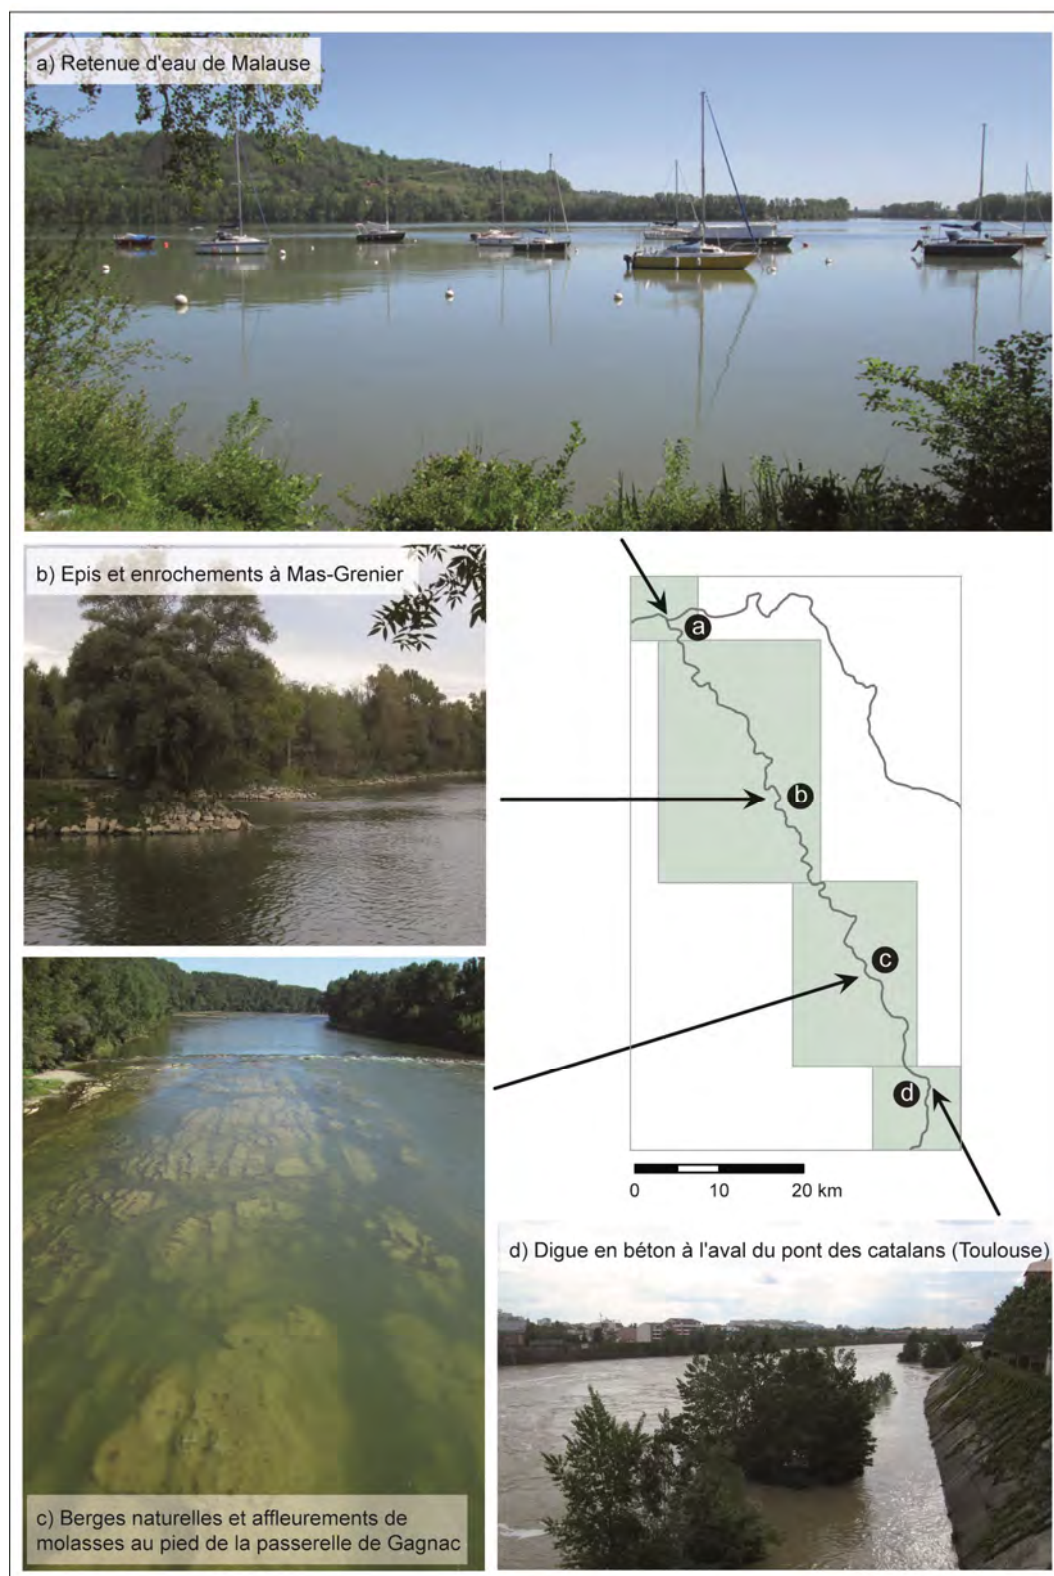 a) Retenue d'eau de Malause
b) Epis et enrochements à Mas-Grenier
a
b
c
d
0 10 20 km
d) Digue en béton à l'aval du pont des catalans (Toulouse)
c) Berges naturelles et affleurements de
molasses au pied de la passerelle de Gagnac